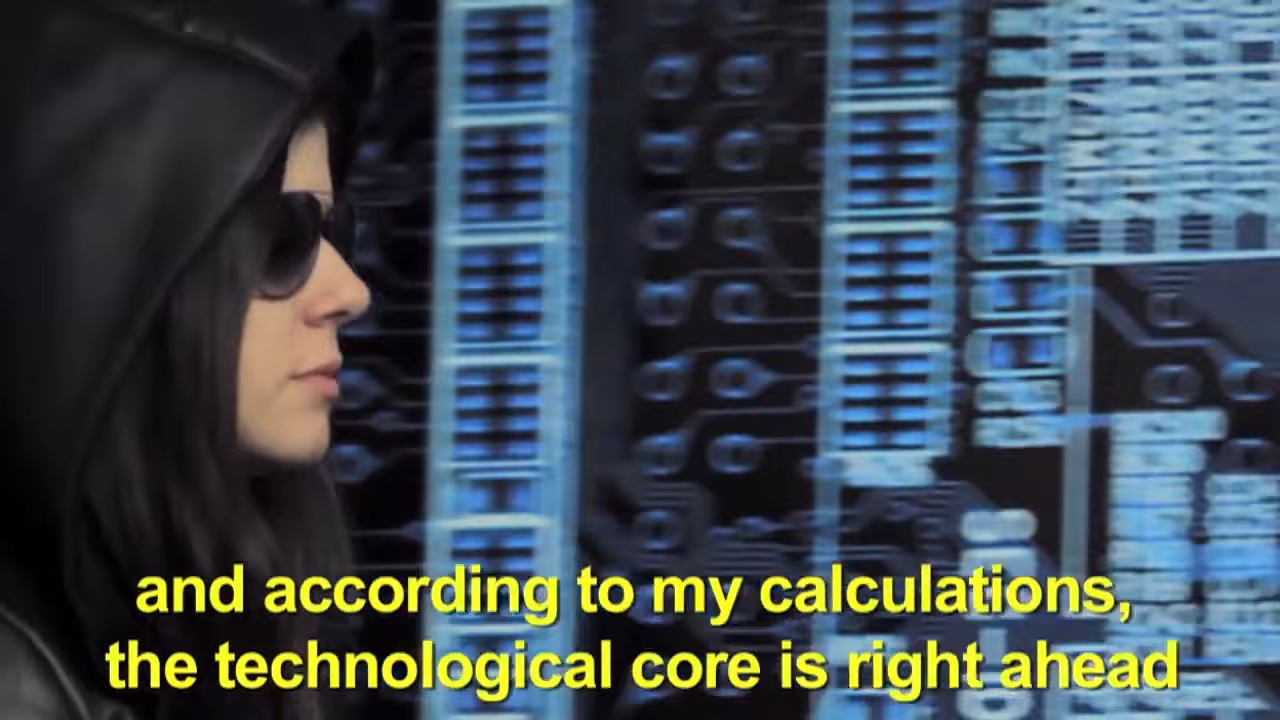 and according to my calculations,
the technological core is right ahead